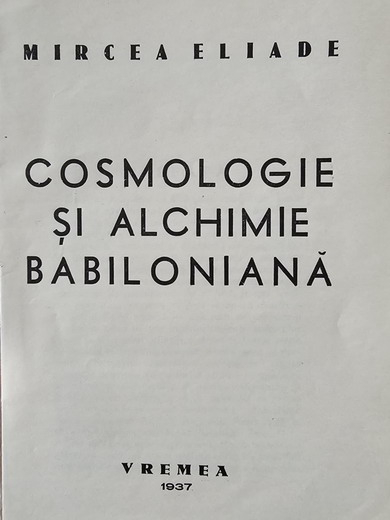 MIRCEA ELIADE
COSMOLOGIE
ȘI ALCHIMIE
BABILONIANĂ
VREMEA
1937